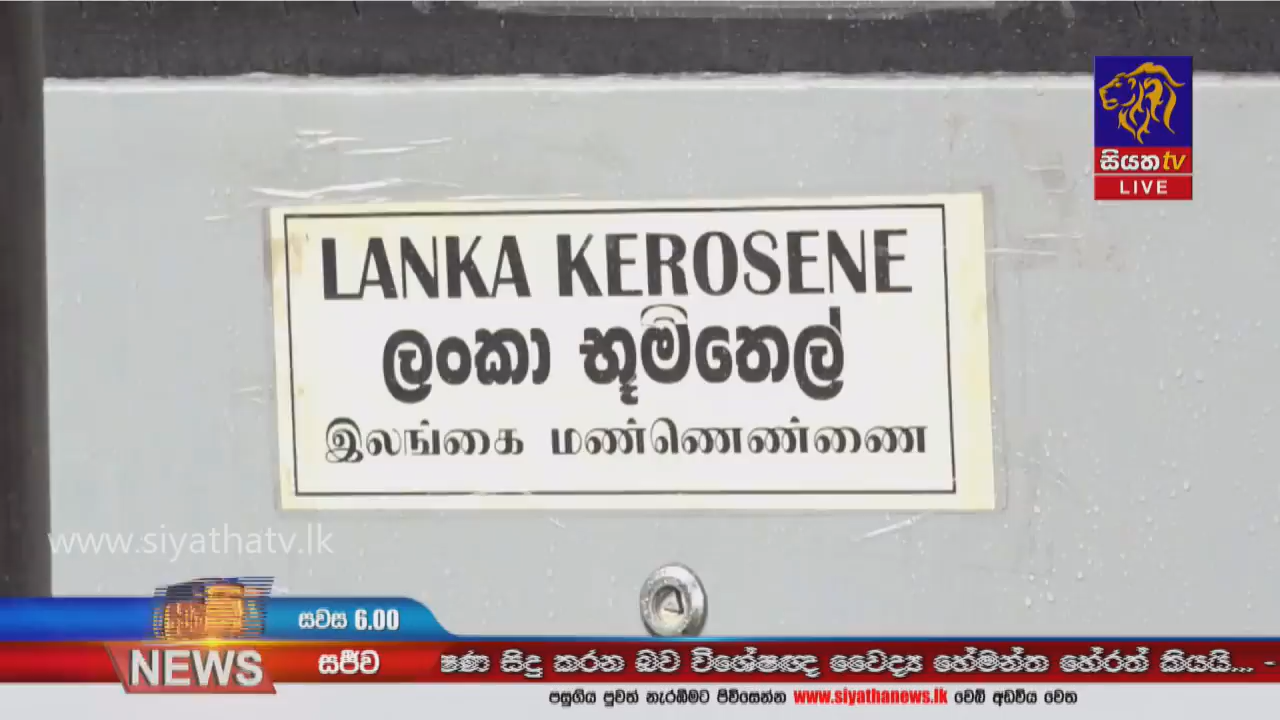 සියත tv
LIVE
LANKA KEROSENE
ලංකා භූමිතෙල්
இலங்கை மண்ணெண்ணை
www.siyathatv.lk
සවස 6.00
NEWS සජීව
ෂණ සිදු කරන බව විශේෂඥ වෛද්‍ය හේමන්ත හේරත් කියයි... -
පසුගිය පුවත් නැරඹීමට පිවිසෙන්න www.siyathanews.lk වෙබ් අඩවිය වෙත